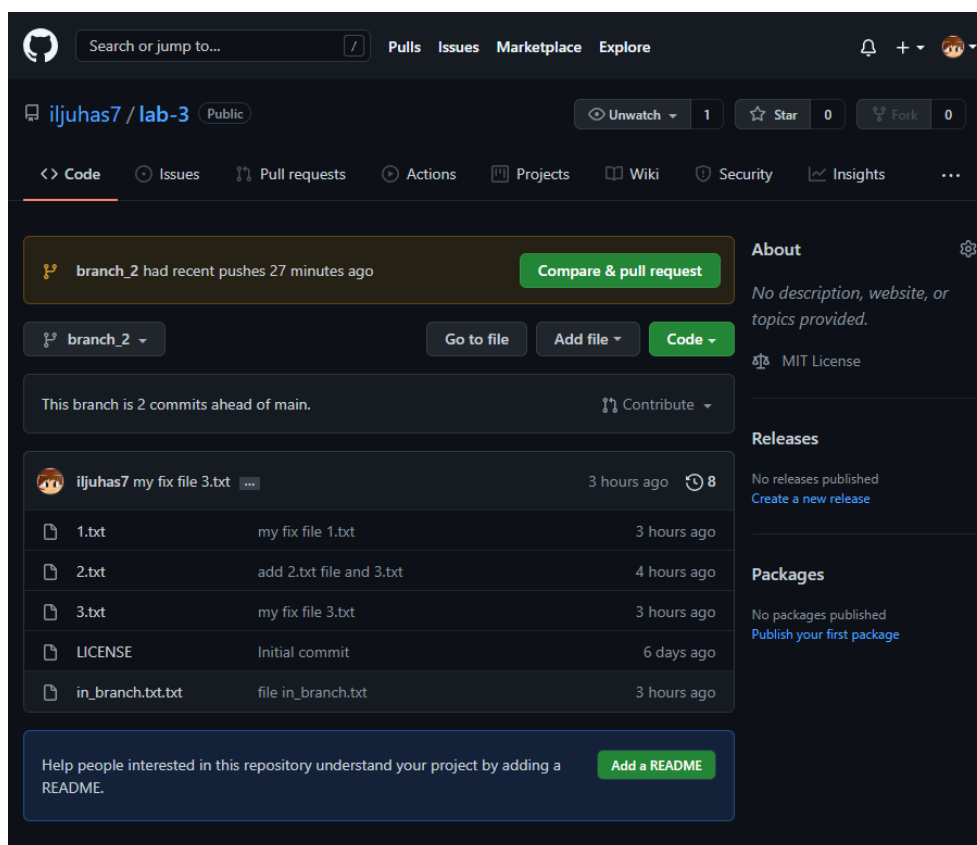 Search or jump to... /
Pulls Issues Marketplace Explore
iljuhas7 / lab-3 Public
Unwatch 1 Star 0 Fork 0
<> Code Issues Pull requests Actions Projects Wiki Security Insights ...
branch_2 had recent pushes 27 minutes ago Compare & pull request
branch_2 Go to file Add file Code
This branch is 2 commits ahead of main. Contribute
iljuhas7 my fix file 3.txt ... 3 hours ago 8
1.txt my fix file 1.txt 3 hours ago
2.txt add 2.txt file and 3.txt 4 hours ago
3.txt my fix file 3.txt 3 hours ago
LICENSE Initial commit 6 days ago
in_branch.txt.txt file in_branch.txt 3 hours ago
Help people interested in this repository understand your project by adding a
README.
Add a README
About
No description, website, or
topics provided.
MIT License
Releases
No releases published
Create a new release
Packages
No packages published
Publish your first package